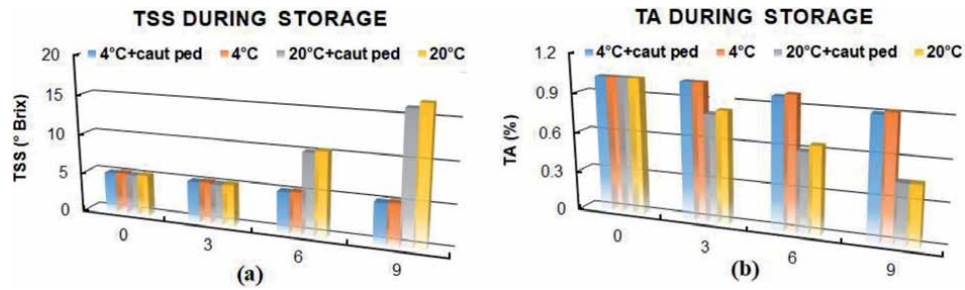 TSS DURING STORAGE
4°C+caut ped 4°C 20°C+caut ped 20°C
TSS (° Brix)
20
15
10
5
0
0
3
6
9
(a)
TA DURING STORAGE
4°C+caut ped 4°C 20°C+caut ped 20°C
TA (%)
1.2
0.9
0.6
0.3
0
0
3
6
9
(b)